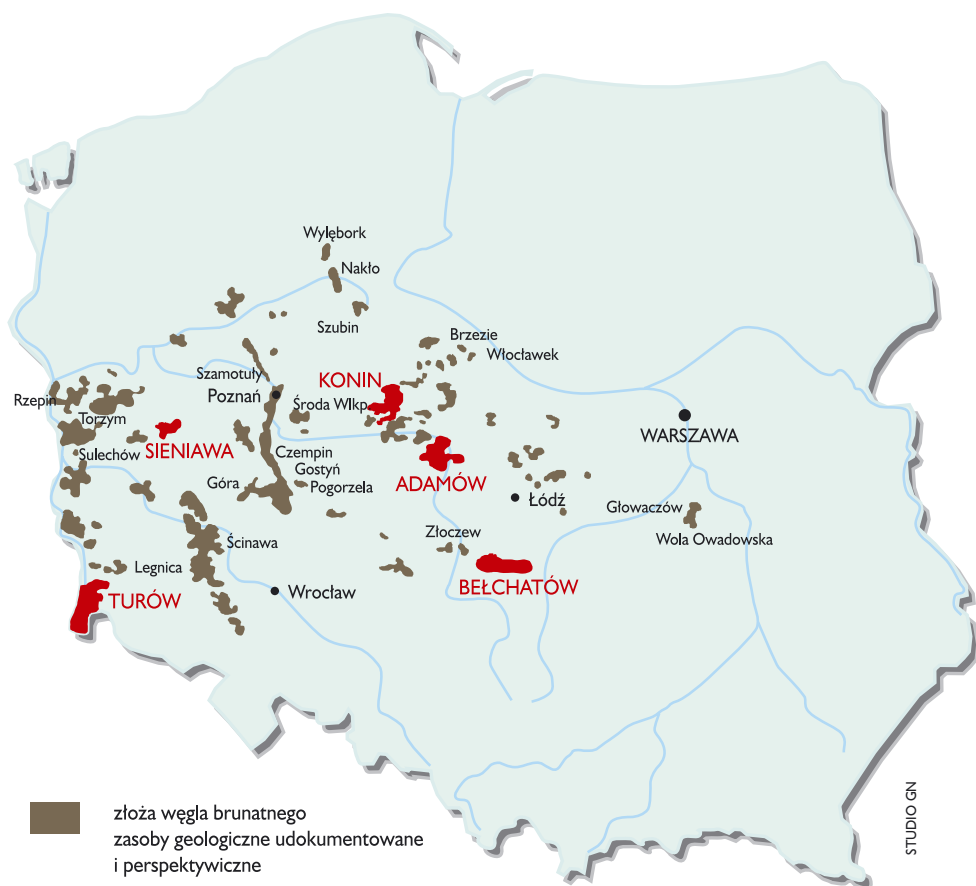 Wylębork
Nakło
Szubin
Brzezie
Włocławek
Szamotuły
KONIN
Rzepin
Poznań
Środa Wlkp.
Torzym
WARSZAWA
Sulechów
SIENIAWA
Czempin
Gostyń
Góra
Pogorzela
ADAMÓW
Łódź
Głowaczów
Złoczew
Wola Owadowska
Ścinawa
Legnica
BEŁCHATÓW
Wrocław
TURÓW
złoża węgla brunatnego
zasoby geologiczne udokumentowane
i perspektywiczne
STUDIO GN